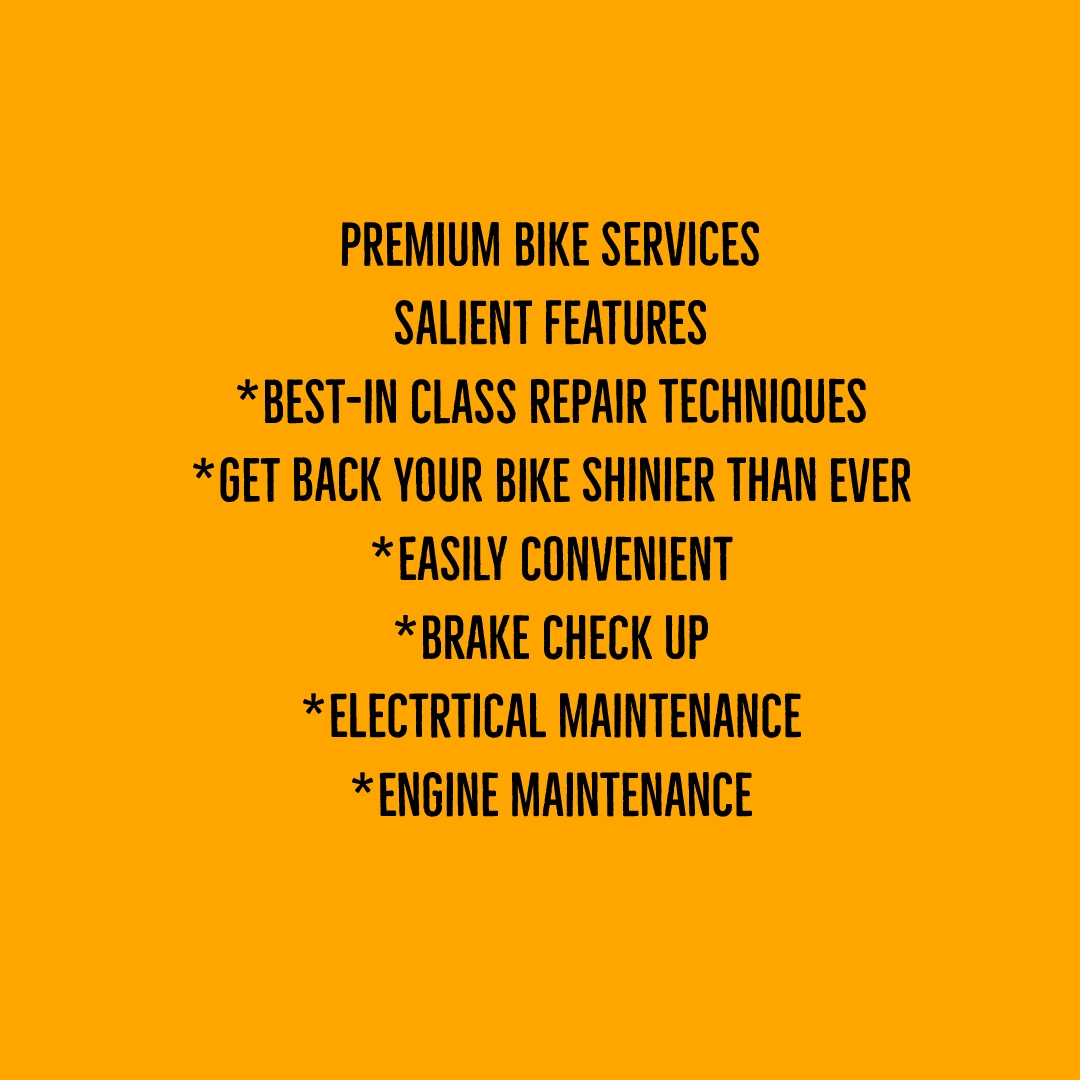 PREMIUM BIKE SERVICES
SALIENT FEATURES
*BEST-IN CLASS REPAIR TECHNIQUES
*GET BACK YOUR BIKE SHINIER THAN EVER
*EASILY CONVENIENT
*BRAKE CHECK UP
*ELECTRTICAL MAINTENANCE
*ENGINE MAINTENANCE